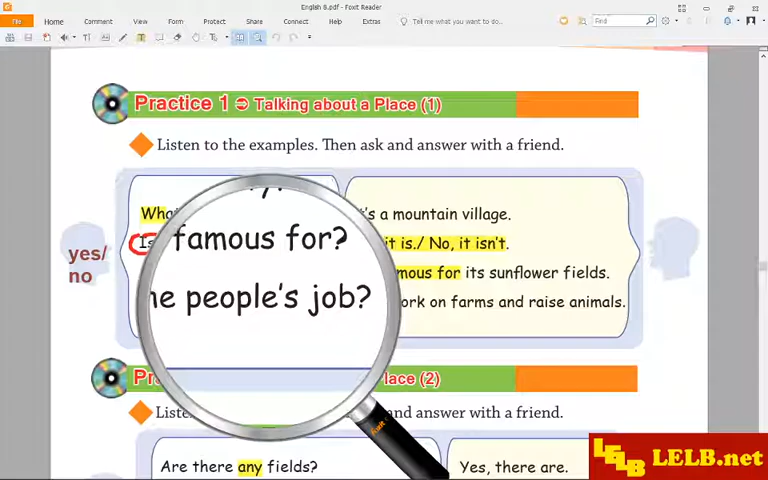 English 8.pdf - Foxit Reader
File Home Comment View Form Protect Share Connect Help Extras Tell me what you want to do... Find
Practice 1 ➲ Talking about a Place (1)
Listen to the examples. Then ask and answer with a friend.
Wh
's a mountain village.
yes/
no
Is
famous for?
it is./ No, it isn't.
mous for its sunflower fields.
he people's job?
ork on farms and raise animals.
Pr
lace (2)
Listen
and answer with a friend.
Are there any fields?
Yes, there are.
LELB
LELB.net